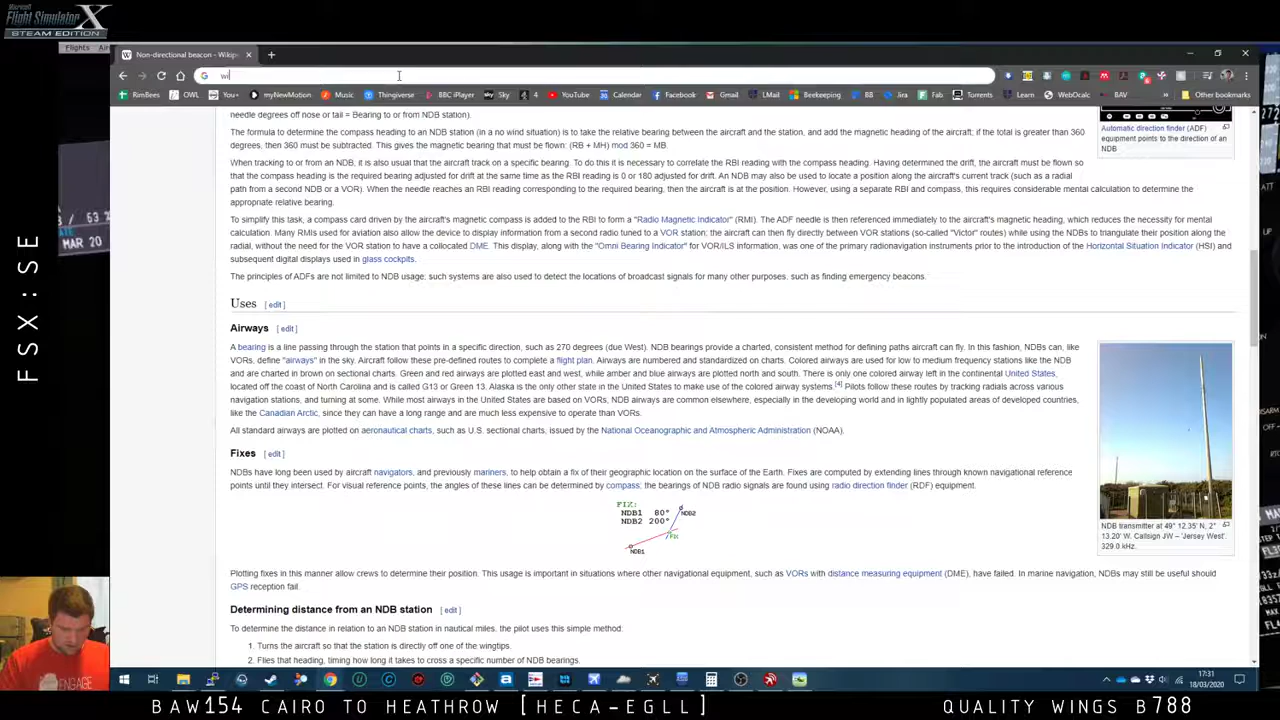 Microsoft
Flight Simulator X
STEAM EDITION
Flights
FSX:SE
63 %
MAR 20
Non-directional beacon - Wikip
wi
RimBees OWL You+ myNewMotion Music Thingiverse BBC iPlayer Sky 4 YouTube Calendar Facebook Gmail LMail Beekeeping BB Jira Fab Torrents Learn WebOcalc BAV Other bookmarks
needle degrees off nose or tail = Bearing to or from NDB station).
The formula to determine the compass heading to an NDB station (in a no wind situation) is to take the relative bearing between the aircraft and the station, and add the magnetic heading of the aircraft; if the total is greater than 360
degrees, then 360 must be subtracted. This gives the magnetic bearing that must be flown: (RB + MH) mod 360 = MB.
When tracking to or from an NDB, it is also usual that the aircraft track on a specific bearing. To do this it is necessary to correlate the RBI reading with the compass heading. Having determined the drift, the aircraft must be flown so
that the compass heading is the required bearing adjusted for drift at the same time as the RBI reading is 0 or 180 adjusted for drift. An NDB may also be used to locate a position along the aircraft's current track (such as a radial
path from a second NDB or a VOR). When the needle reaches an RBI reading corresponding to the required bearing, then the aircraft is at the position. However, using a separate RBI and compass, this requires considerable mental calculation to determine the
appropriate relative bearing.
To simplify this task, a compass card driven by the aircraft's magnetic compass is added to the RBI to form a "Radio Magnetic Indicator" (RMI). The ADF needle is then referenced immediately to the aircraft's magnetic heading, which reduces the necessity for mental
calculation. Many RMIs used for aviation also allow the device to display information from a second radio tuned to a VOR station; the aircraft can then fly directly between VOR stations (so-called "Victor" routes) while using the NDBs to triangulate their position along the
radial, without the need for the VOR station to have a collocated DME. This display, along with the "Omni Bearing Indicator" for VOR/ILS information, was one of the primary radionavigation instruments prior to the introduction of the Horizontal Situation Indicator (HSI) and
subsequent digital displays used in glass cockpits.
The principles of ADFs are not limited to NDB usage; such systems are also used to detect the locations of broadcast signals for many other purposes, such as finding emergency beacons.
Automatic direction finder (ADF)
equipment points to the direction of an
NDB
Uses [ edit ]
Airways [ edit ]
A bearing is a line passing through the station that points in a specific direction, such as 270 degrees (due West). NDB bearings provide a charted, consistent method for defining paths aircraft can fly. In this fashion, NDBs can, like
VORs, define "airways" in the sky. Aircraft follow these pre-defined routes to complete a flight plan. Airways are numbered and standardized on charts. Colored airways are used for low to medium frequency stations like the NDB
and are charted in brown on sectional charts. Green and red airways are plotted east and west, while amber and blue airways are plotted north and south. There is only one colored airway left in the continental United States,
located off the coast of North Carolina and is called G13 or Green 13. Alaska is the only other state in the United States to make use of the colored airway systems.[4] Pilots follow these routes by tracking radials across various
navigation stations, and turning at some. While most airways in the United States are based on VORs, NDB airways are common elsewhere, especially in the developing world and in lightly populated areas of developed countries,
like the Canadian Arctic, since they can have a long range and are much less expensive to operate than VORs.
All standard airways are plotted on aeronautical charts, such as U.S. sectional charts, issued by the National Oceanographic and Atmospheric Administration (NOAA).
Fixes [ edit ]
NDBs have long been used by aircraft navigators, and previously mariners, to help obtain a fix of their geographic location on the surface of the Earth. Fixes are computed by extending lines through known navigational reference
points until they intersect. For visual reference points, the angles of these lines can be determined by compass; the bearings of NDB radio signals are found using radio direction finder (RDF) equipment.
FIX:
NDB1 80°
NDB2 200°
NDB2
FIX
NDB1
NDB transmitter at 49° 12.35' N, 2°
13.20' W. Callsign JW – 'Jersey West'.
329.0 kHz.
Plotting fixes in this manner allow crews to determine their position. This usage is important in situations where other navigational equipment, such as VORs with distance measuring equipment (DME), have failed. In marine navigation, NDBs may still be useful should
GPS reception fail.
Determining distance from an NDB station [ edit ]
To determine the distance in relation to an NDB station in nautical miles, the pilot uses this simple method:
1. Turns the aircraft so that the station is directly off one of the wingtips.
2. Flies that heading, timing how long it takes to cross a specific number of NDB bearings.
ENGAGE
17:31
18/03/2020
BAW154 CAIRO TO HEATHROW [HECA-EGLL]
QUALITY WINGS B788